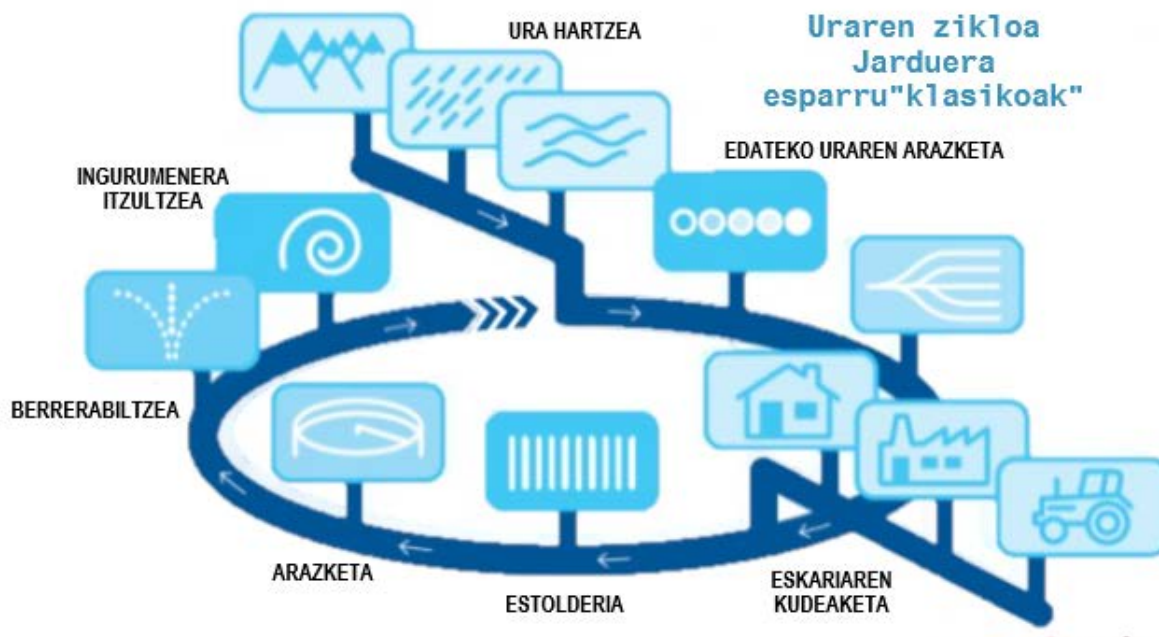 URA HARTZEA
Uraren zikloa
Jarduera
esparru"klasikoak"
EDATEKO URAREN ARAZKETA
INGURUMENERA
ITZULTZEA
BERRERABILTZEA
ARAZKETA
ESTOLDERIA
ESKARIAREN
KUDEAKETA